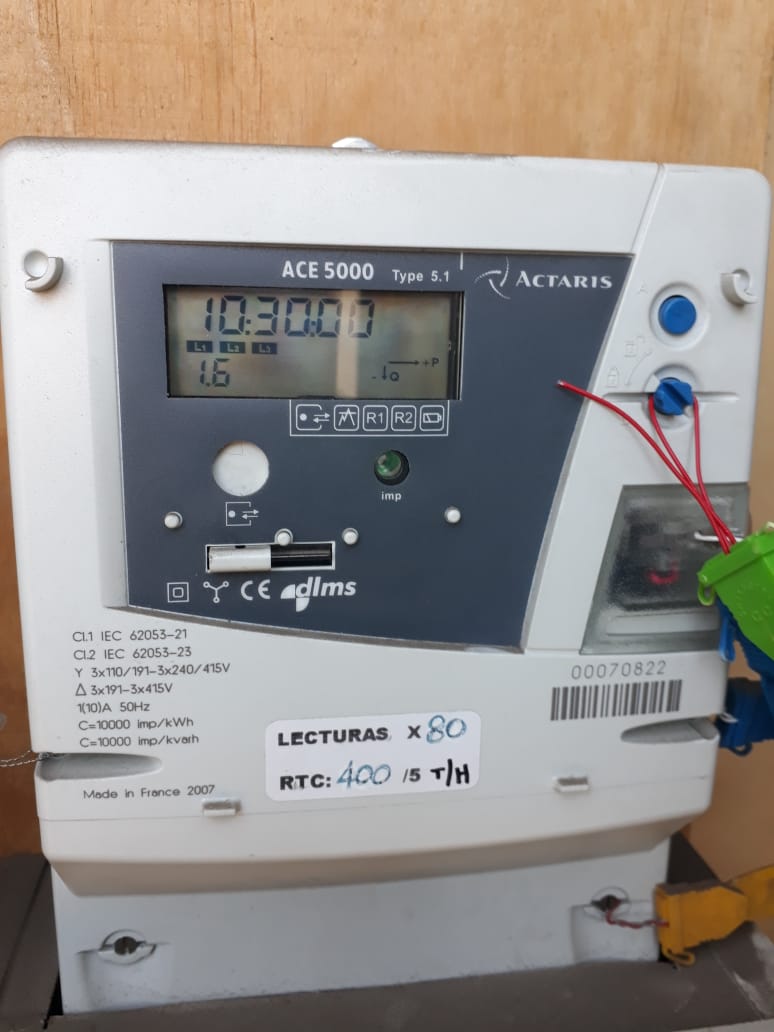 ACE 5000 Type 5.1
ACTARIS
10:30:00
L1 L2 L3
1.6
+P
-Q
R1 R2
imp
CE dlms
Cl.1 IEC 62053-21
Cl.2 IEC 62053-23
Y 3x110/191-3x240/415V
Δ 3x191-3x415V
1(10)A 50Hz
C=10000 imp/kWh
C=10000 imp/kvarh
Made in France 2007
00070822
LECTURAS X 80
RTC: 400 /5 T/H